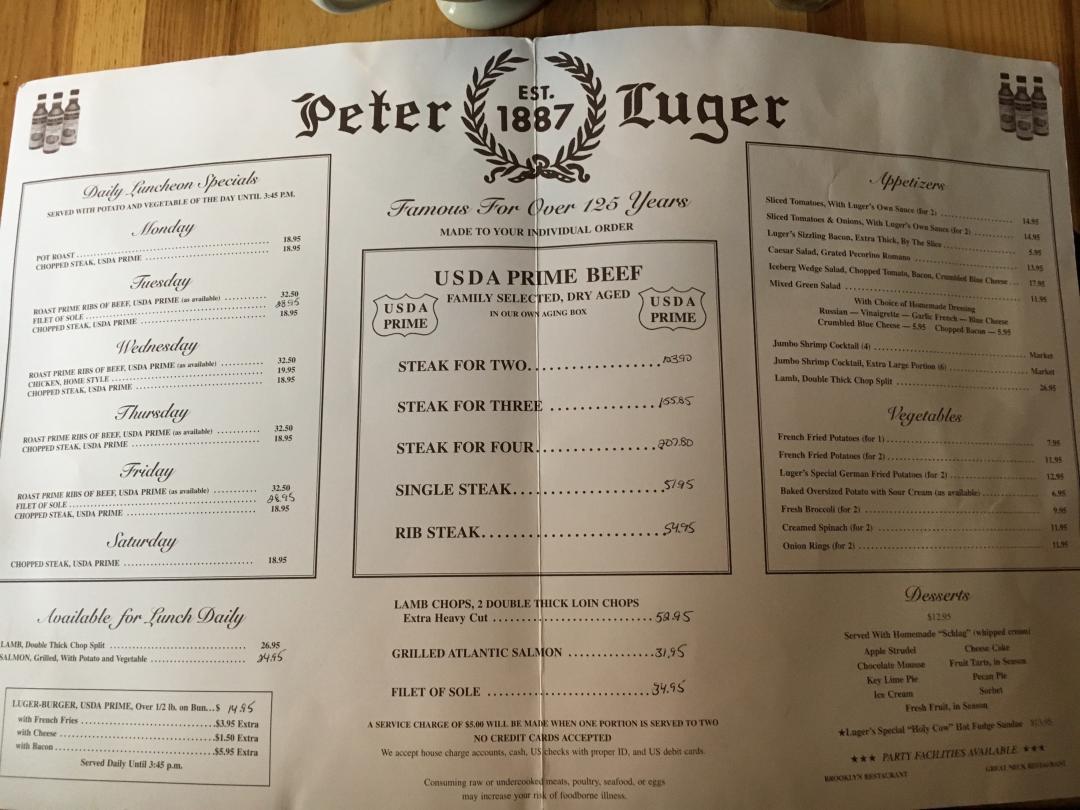 Peter EST. 1887 Luger
Famous For Over 125 Years
MADE TO YOUR INDIVIDUAL ORDER
Daily Luncheon Specials
SERVED WITH POTATO AND VEGETABLE OF THE DAY UNTIL 3:45 P.M.
Monday
POT ROAST 18.95
CHOPPED STEAK, USDA PRIME 18.95
Tuesday
ROAST PRIME RIBS OF BEEF, USDA PRIME (as available) 32.50
FILET OF SOLE 28.95
CHOPPED STEAK, USDA PRIME 18.95
Wednesday
ROAST PRIME RIBS OF BEEF, USDA PRIME (as available) 32.50
CHICKEN, HOME STYLE 19.95
CHOPPED STEAK, USDA PRIME 18.95
Thursday
ROAST PRIME RIBS OF BEEF, USDA PRIME (as available) 32.50
CHOPPED STEAK, USDA PRIME 18.95
Friday
ROAST PRIME RIBS OF BEEF, USDA PRIME (as available) 32.50
FILET OF SOLE 28.95
CHOPPED STEAK, USDA PRIME 18.95
Saturday
CHOPPED STEAK, USDA PRIME 18.95
Available for Lunch Daily
LAMB, Double Thick Chop Split 26.95
SALMON, Grilled, With Potato and Vegetable 24.95
LUGER-BURGER, USDA PRIME, Over 1/2 lb. on Bun...$ 14.95
with French Fries $3.95 Extra
with Cheese $1.50 Extra
with Bacon $5.95 Extra
Served Daily Until 3:45 p.m.
USDA PRIME BEEF
USDA PRIME
FAMILY SELECTED, DRY AGED
IN OUR OWN AGING BOX
USDA PRIME
STEAK FOR TWO 103.90
STEAK FOR THREE 155.85
STEAK FOR FOUR 207.80
SINGLE STEAK 51.95
RIB STEAK 54.95
LAMB CHOPS, 2 DOUBLE THICK LOIN CHOPS
Extra Heavy Cut 52.95
GRILLED ATLANTIC SALMON 31.95
FILET OF SOLE 34.95
A SERVICE CHARGE OF $5.00 WILL BE MADE WHEN ONE PORTION IS SERVED TO TWO
NO CREDIT CARDS ACCEPTED
We accept house charge accounts, cash, US checks with proper ID, and US debit cards.
Consuming raw or undercooked meats, poultry, seafood, or eggs
may increase your risk of foodborne illness.
Appetizers
Sliced Tomatoes, With Luger's Own Sauce (for 2) 14.95
Sliced Tomatoes & Onions, With Luger's Own Sauce (for 2) 14.95
Luger's Sizzling Bacon, Extra Thick, By The Slice 5.95
Caesar Salad, Grated Pecorino Romano 13.95
Iceberg Wedge Salad, Chopped Tomato, Bacon, Crumbled Blue Cheese 17.95
Mixed Green Salad 11.95
With Choice of Homemade Dressing
Russian — Vinaigrette — Garlic French — Blue Cheese
Crumbled Blue Cheese — 5.95 Chopped Bacon — 5.95
Jumbo Shrimp Cocktail (4) Market
Jumbo Shrimp Cocktail, Extra Large Portion (6) Market
Lamb, Double Thick Chop Split 26.95
Vegetables
French Fried Potatoes (for 1) 7.95
French Fried Potatoes (for 2) 11.95
Luger's Special German Fried Potatoes (for 2) 12.95
Baked Oversized Potato with Sour Cream (as available) 6.95
Fresh Broccoli (for 2) 9.95
Creamed Spinach (for 2) 11.95
Onion Rings (for 2) 11.95
Desserts
$12.95
Served With Homemade "Schlag" (whipped cream)
Apple Strudel Cheese Cake
Chocolate Mousse Fruit Tarts, in Season
Key Lime Pie Pecan Pie
Ice Cream Sorbet
Fresh Fruit, in Season
★Luger's Special "Holy Cow" Hot Fudge Sundae
★★★ PARTY FACILITIES AVAILABLE ★★★
BROOKLYN RESTAURANT GREAT NECK RESTAURANT